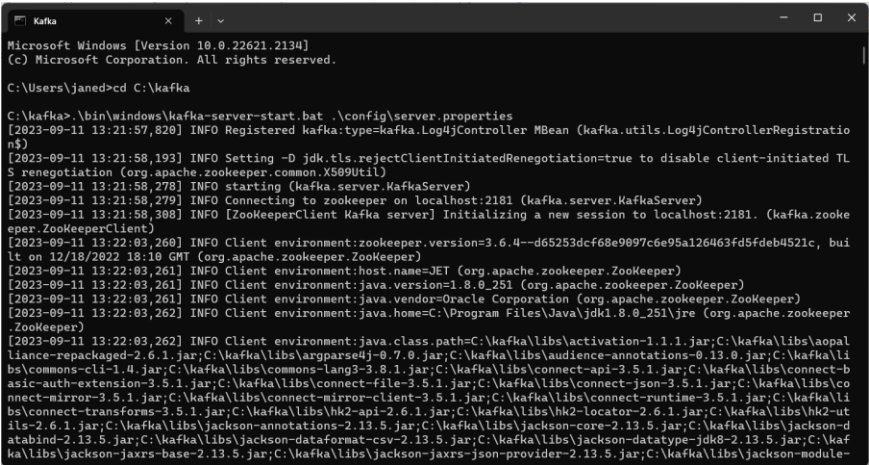 Kafka
Microsoft Windows [Version 10.0.22621.2134]
(c) Microsoft Corporation. All rights reserved.
C:\Users\janed>cd C:\kafka
C:\kafka>.\bin\windows\kafka-server-start.bat .\config\server.properties
[2023-09-11 13:21:57,820] INFO Registered kafka:type=kafka.Log4jController MBean (kafka.utils.Log4jControllerRegistratio
n$)
[2023-09-11 13:21:58,193] INFO Setting -D jdk.tls.rejectClientInitiatedRenegotiation=true to disable client-initiated TL
S renegotiation (org.apache.zookeeper.common.X509Util)
[2023-09-11 13:21:58,278] INFO starting (kafka.server.KafkaServer)
[2023-09-11 13:21:58,279] INFO Connecting to zookeeper on localhost:2181 (kafka.server.KafkaServer)
[2023-09-11 13:21:58,308] INFO [ZooKeeperClient Kafka server] Initializing a new session to localhost:2181. (kafka.zooke
eper.ZooKeeperClient)
[2023-09-11 13:22:03,260] INFO Client environment:zookeeper.version=3.6.4--d65253dcf68e9097c6e95a126463fd5fdeb4521c, bui
lt on 12/18/2022 18:10 GMT (org.apache.zookeeper.ZooKeeper)
[2023-09-11 13:22:03,261] INFO Client environment:host.name=JET (org.apache.zookeeper.ZooKeeper)
[2023-09-11 13:22:03,261] INFO Client environment:java.version=1.8.0_251 (org.apache.zookeeper.ZooKeeper)
[2023-09-11 13:22:03,261] INFO Client environment:java.vendor=Oracle Corporation (org.apache.zookeeper.ZooKeeper)
[2023-09-11 13:22:03,262] INFO Client environment:java.home=C:\Program Files\Java\jdk1.8.0_251\jre (org.apache.zookeeper
.ZooKeeper)
[2023-09-11 13:22:03,262] INFO Client environment:java.class.path=C:\kafka\libs\activation-1.1.1.jar;C:\kafka\libs\aopal
liance-repackaged-2.6.1.jar;C:\kafka\libs\argparse4j-0.7.0.jar;C:\kafka\libs\audience-annotations-0.13.0.jar;C:\kafka\li
bs\commons-cli-1.4.jar;C:\kafka\libs\commons-lang3-3.8.1.jar;C:\kafka\libs\connect-api-3.5.1.jar;C:\kafka\libs\connect-b
asic-auth-extension-3.5.1.jar;C:\kafka\libs\connect-file-3.5.1.jar;C:\kafka\libs\connect-json-3.5.1.jar;C:\kafka\libs\co
nnect-mirror-3.5.1.jar;C:\kafka\libs\connect-mirror-client-3.5.1.jar;C:\kafka\libs\connect-runtime-3.5.1.jar;C:\kafka\li
bs\connect-transforms-3.5.1.jar;C:\kafka\libs\hk2-api-2.6.1.jar;C:\kafka\libs\hk2-locator-2.6.1.jar;C:\kafka\libs\hk2-ut
ils-2.6.1.jar;C:\kafka\libs\jackson-annotations-2.13.5.jar;C:\kafka\libs\jackson-core-2.13.5.jar;C:\kafka\libs\jackson-d
atabind-2.13.5.jar;C:\kafka\libs\jackson-dataformat-csv-2.13.5.jar;C:\kafka\libs\jackson-datatype-jdk8-2.13.5.jar;C:\kaf
ka\libs\jackson-jaxrs-base-2.13.5.jar;C:\kafka\libs\jackson-jaxrs-json-provider-2.13.5.jar;C:\kafka\libs\jackson-module-